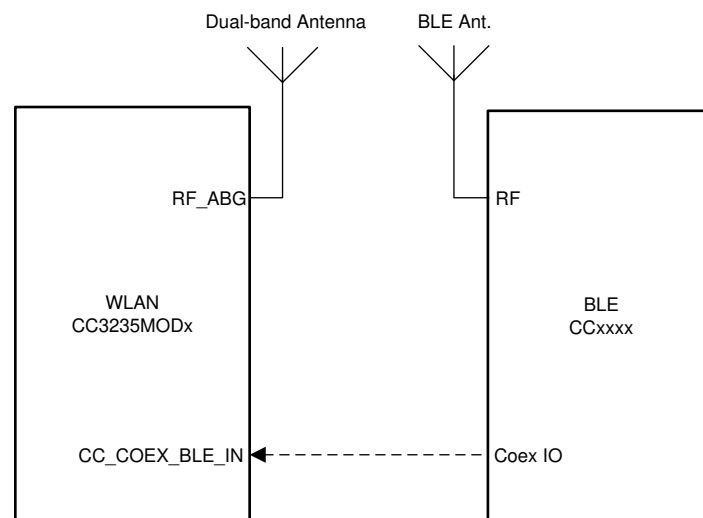 Dual-band Antenna
BLE Ant.
RF_ABG
RF
WLAN
CC3235MODx
BLE
CCxxxx
CC_COEX_BLE_IN
Coex IO